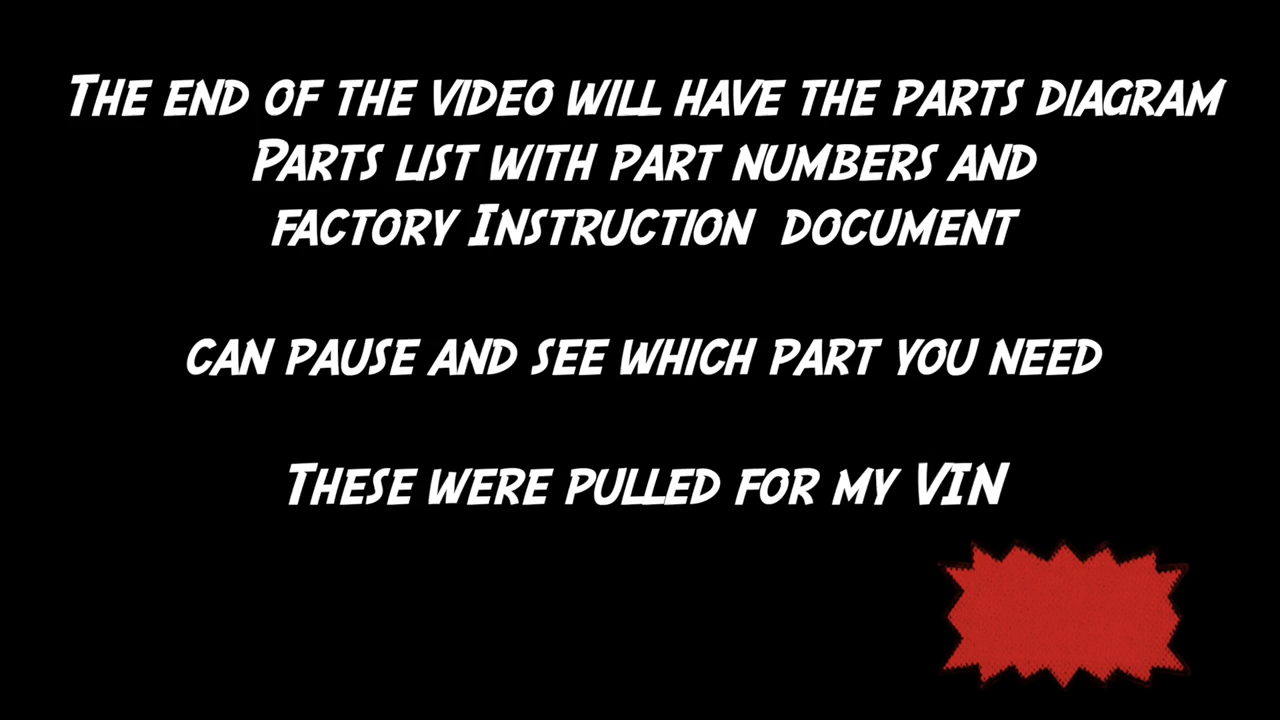 THE END OF THE VIDEO WILL HAVE THE PARTS DIAGRAM
PARTS LIST WITH PART NUMBERS AND
FACTORY INSTRUCTION DOCUMENT
CAN PAUSE AND SEE WHICH PART YOU NEED
THESE WERE PULLED FOR MY VIN